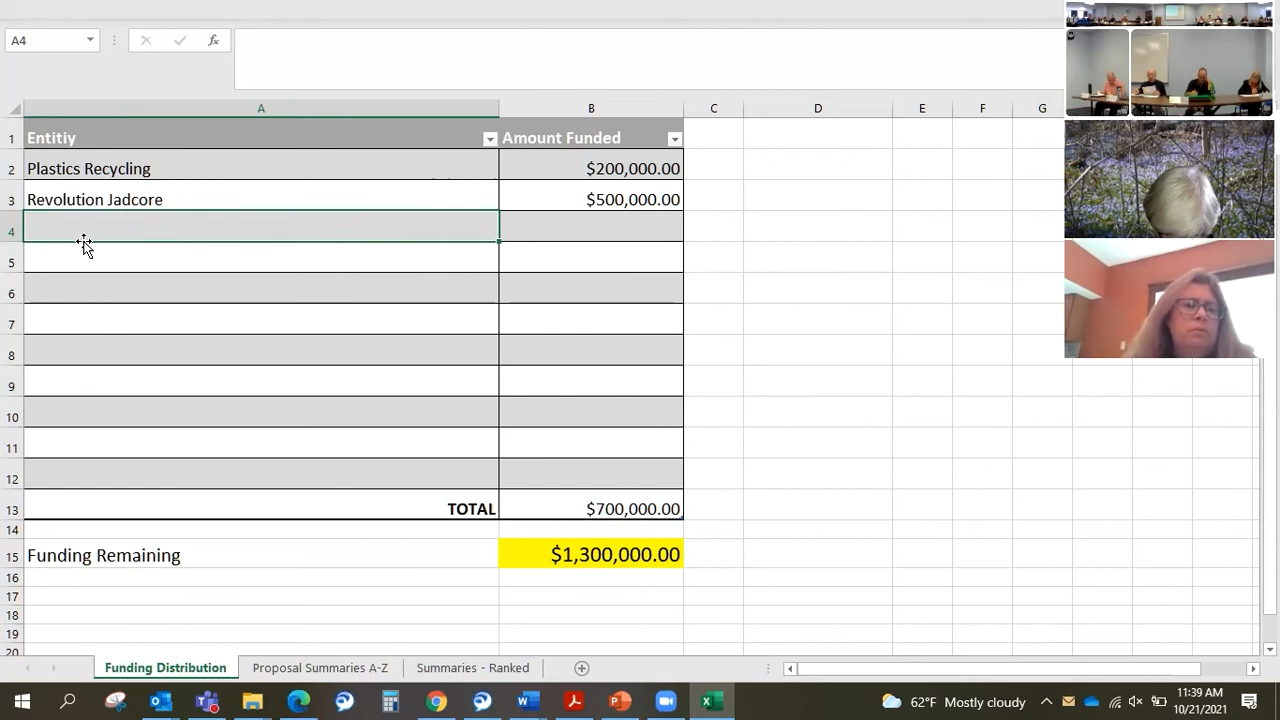 A4
fx
A B C D E F G
1 Entitiy Amount Funded
2 Plastics Recycling $200,000.00
3 Revolution Jadcore $500,000.00
4
5
6
7
8
9
10
11
12
13 TOTAL $700,000.00
14
15 Funding Remaining $1,300,000.00
16
17
18
19
20
Funding Distribution Proposal Summaries A-Z Summaries - Ranked
62°F Mostly cloudy 11:39 AM
10/21/2021